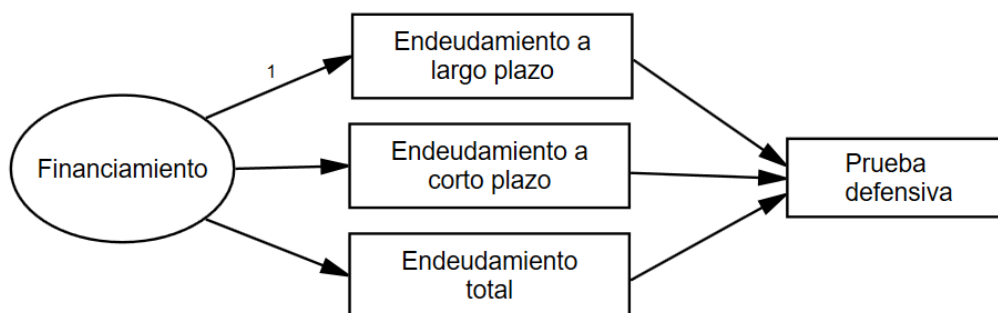 Endeudamiento a
largo plazo
1
Financiamiento
Endeudamiento a
corto plazo
Prueba
defensiva
Endeudamiento
total